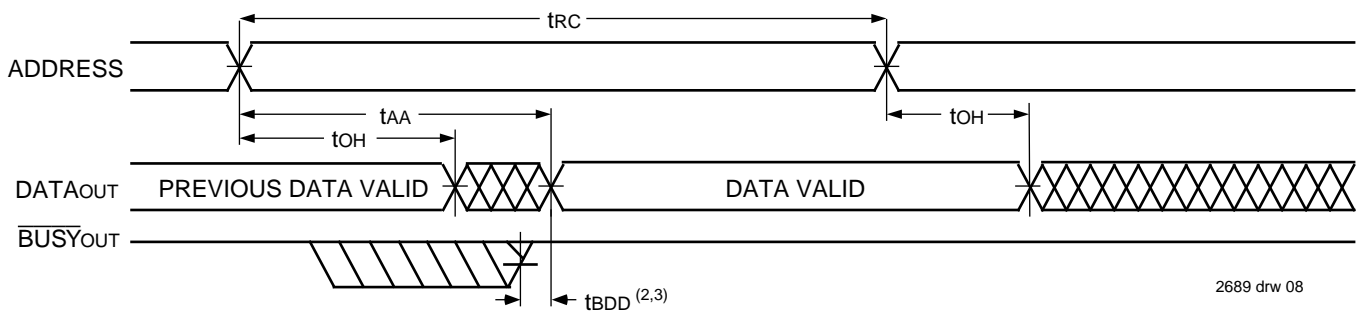 tRC
ADDRESS
tAA
tOH
tOH
DATAOUT
PREVIOUS DATA VALID
DATA VALID
BUSYOUT
tBDD (2,3)
2689 drw 08